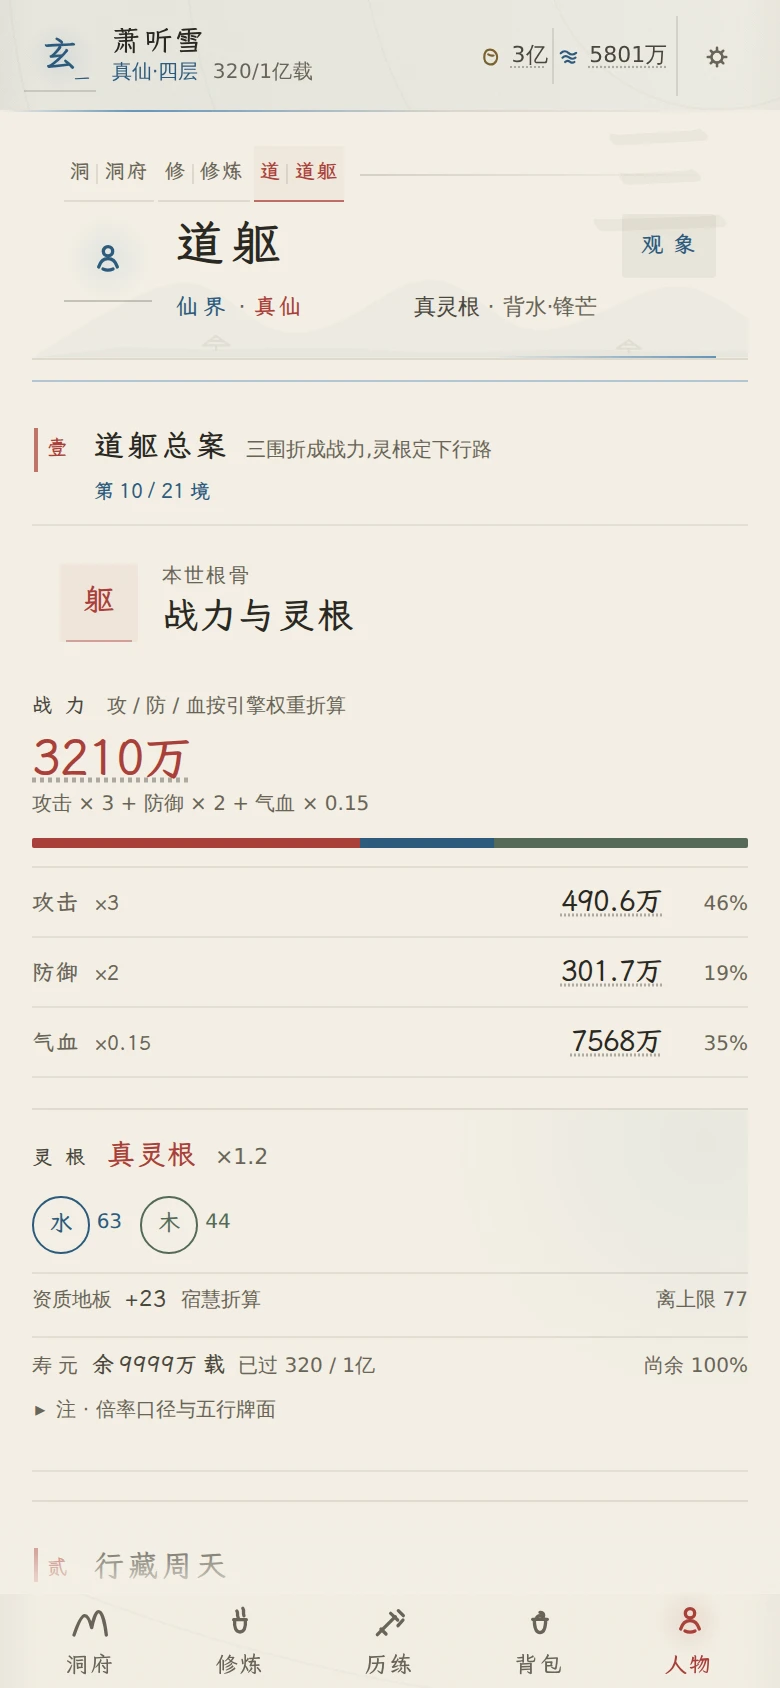 玄
萧听雪
真仙·四层 320/1亿载
3亿 5801万
洞 洞府 修 修炼 道 道躯
道躯
观象
仙界 · 真仙 真灵根 · 背水·锋芒
壹 道躯总案 三围折成战力,灵根定下行路
第 10 / 21 境
躯
本世根骨
战力与灵根
战力 攻 / 防 / 血按引擎权重折算
3210万
攻击 × 3 + 防御 × 2 + 气血 × 0.15
攻击 ×3 490.6万 46%
防御 ×2 301.7万 19%
气血 ×0.15 7568万 35%
灵根 真灵根 ×1.2
水 63 木 44
资质地板 +23 宿慧折算 离上限 77
寿元 余9999万 载 已过 320 / 1亿 尚余 100%
▸ 注 · 倍率口径与五行牌面
贰 行藏周天
洞府 修炼 历练 背包 人物